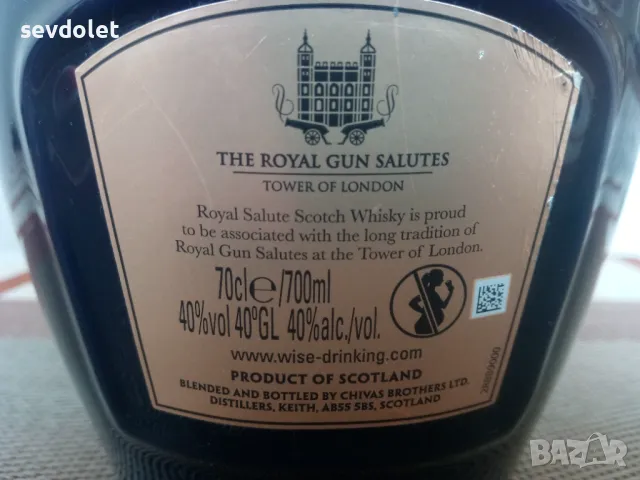 sevdolet
THE ROYAL GUN SALUTES
TOWER OF LONDON
Royal Salute Scotch Whisky is proud
to be associated with the long tradition of
Royal Gun Salutes at the Tower of London.
70cl℮/700ml
40%vol 40°GL 40%alc./vol.
www.wise-drinking.com
PRODUCT OF SCOTLAND
BLENDED AND BOTTLED BY CHIVAS BROTHERS LTD.
DISTILLERS, KEITH, AB55 5BS, SCOTLAND
BAZAR
bg